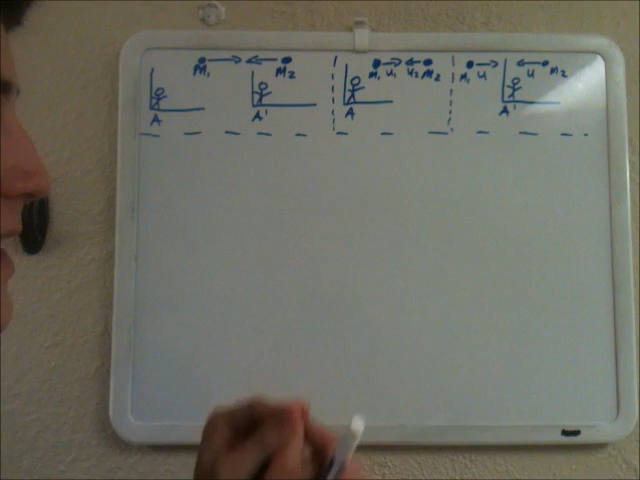 M₁ M₂
A A'
m₁ u₁ u₂ m₂
A
m₁ u u m₂
A'